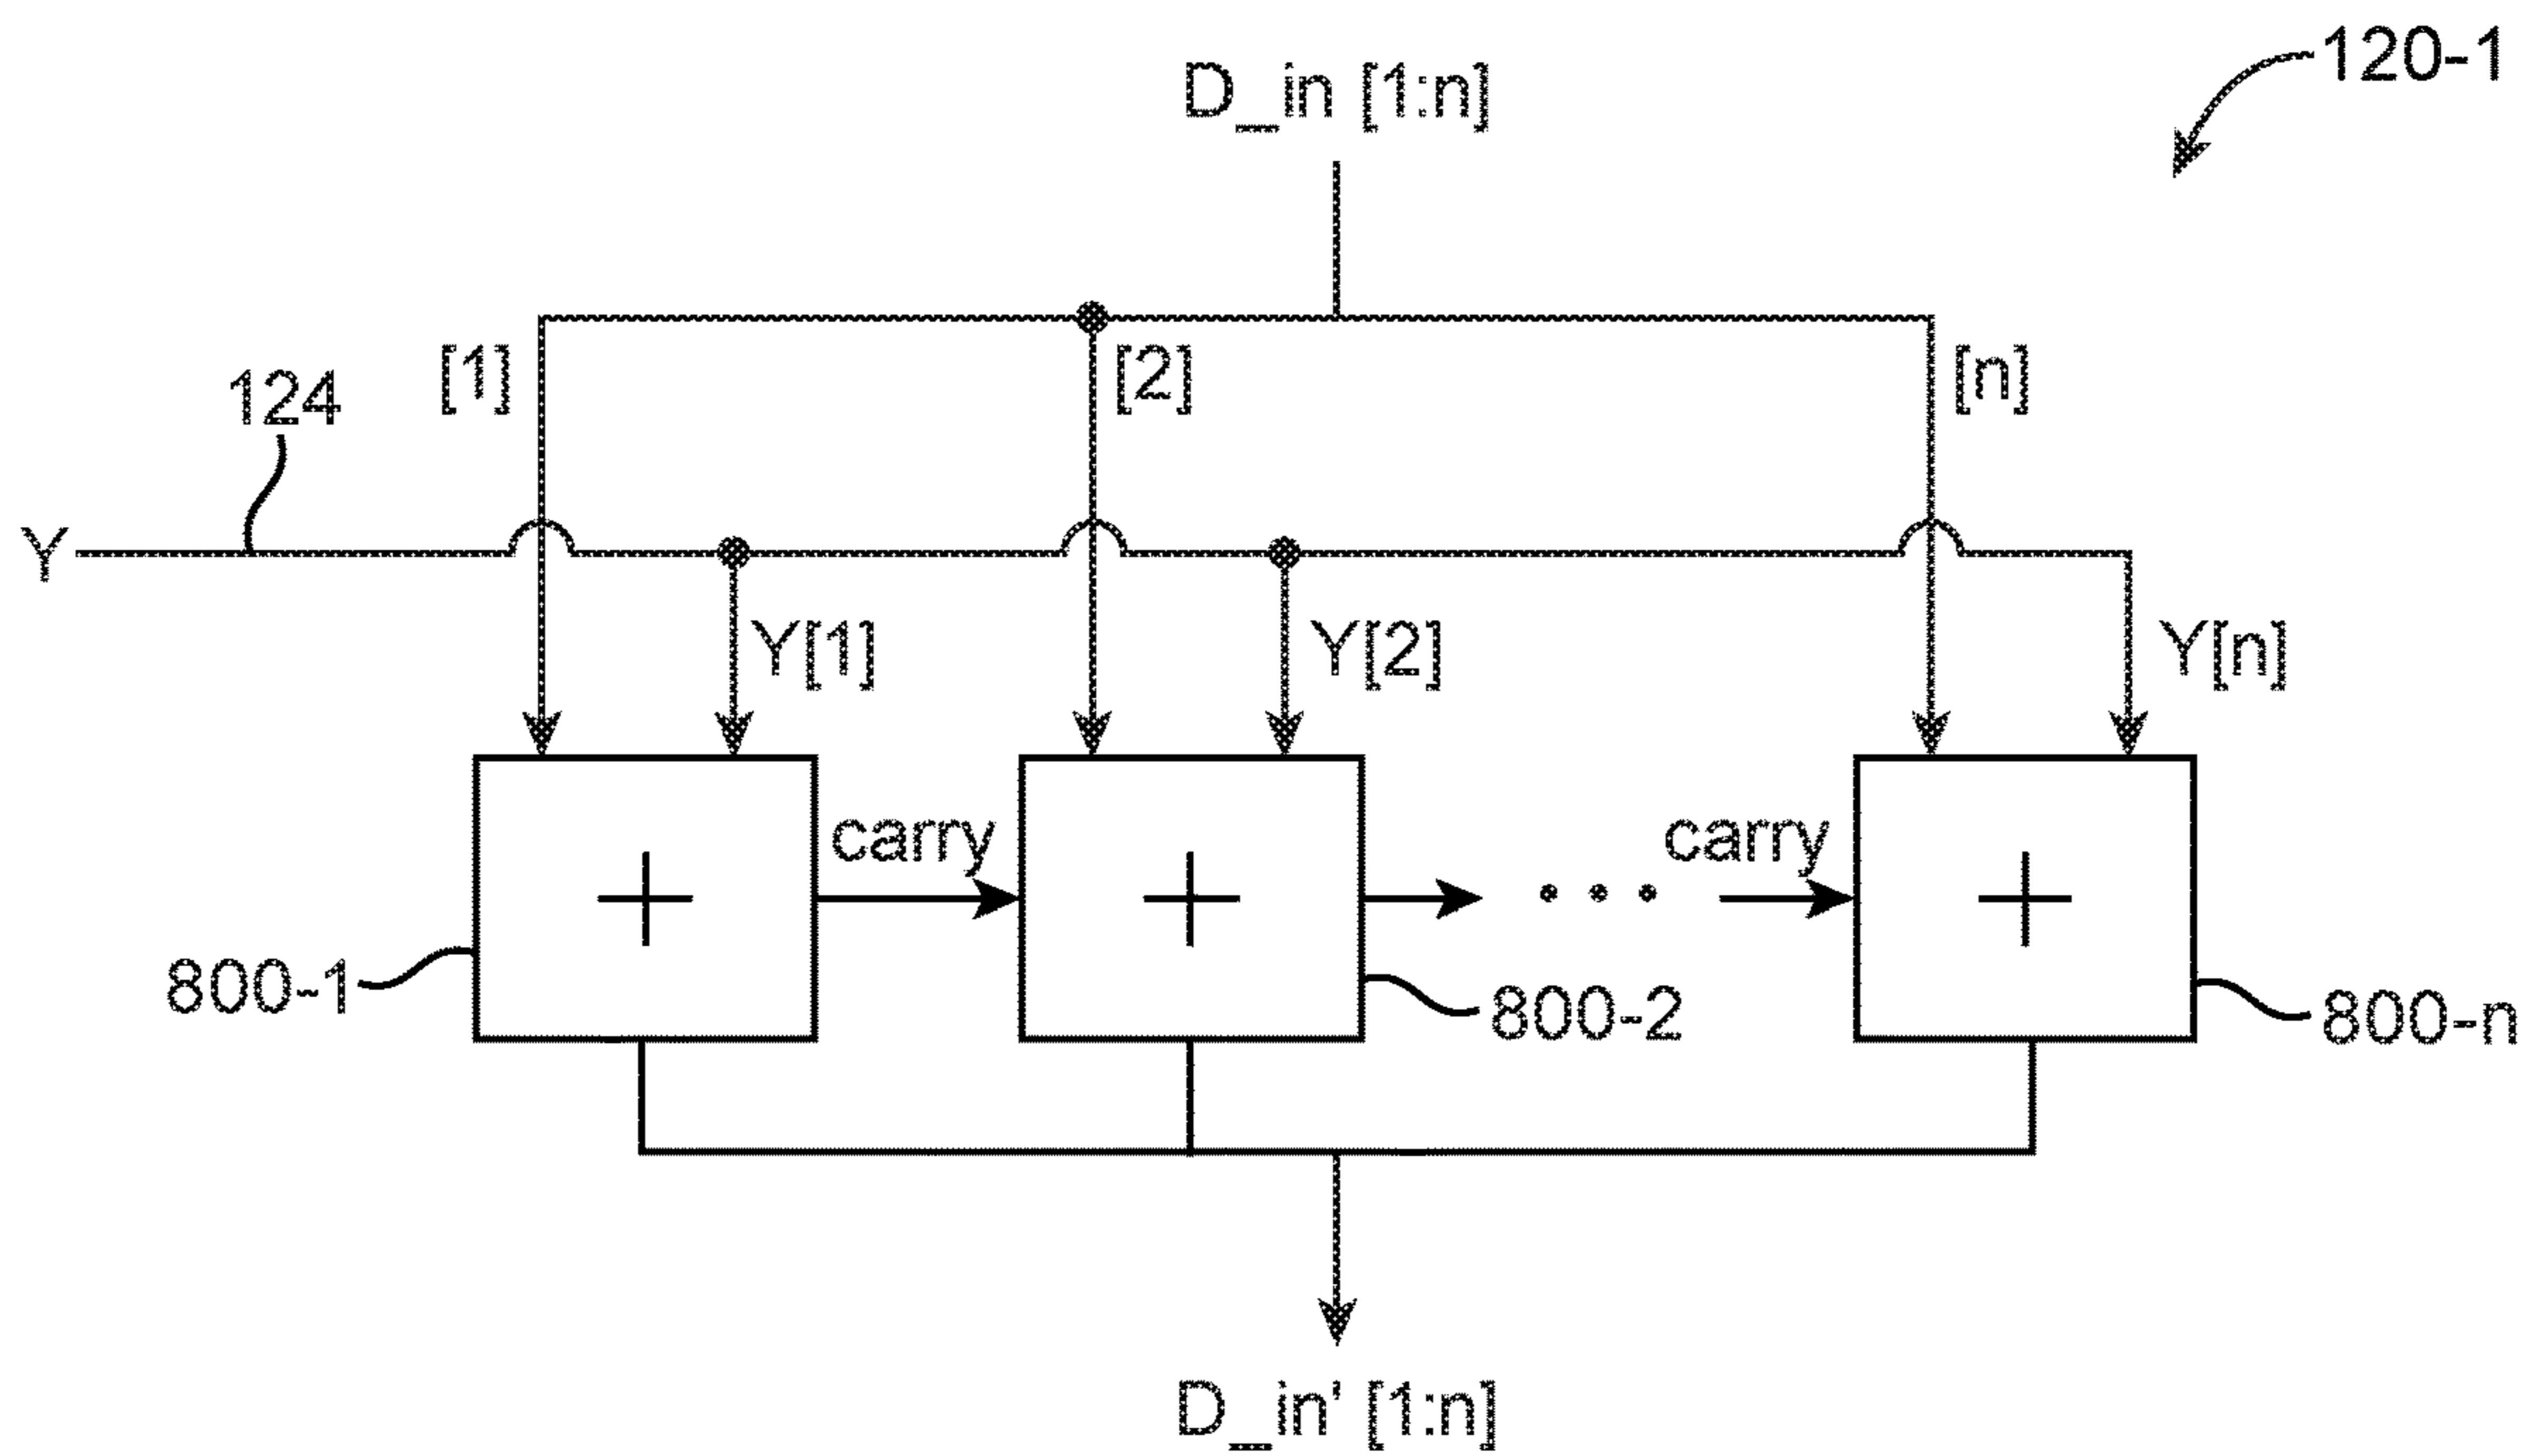 120-1
D_in [1:n]
[1]
[2]
[n]
124
Y
Y[1]
Y[2]
Y[n]
carry
carry
800-1
800-2
800-n
D_in' [1:n]